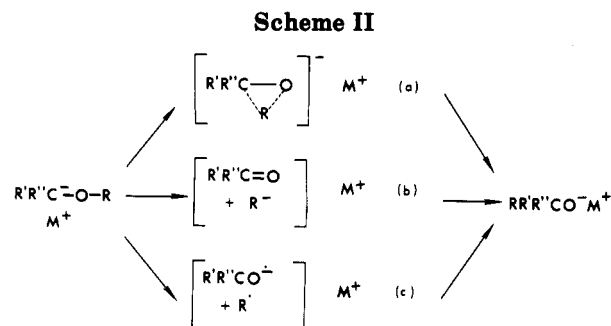 Scheme II
[R'R''C—O R]⁻ M⁺ (a)
R'R''C⁻—O—R M⁺
[R'R''C=O + R⁻] M⁺ (b)
RR'R''CO⁻M⁺
[R'R''CO∸ + R·] M⁺ (c)